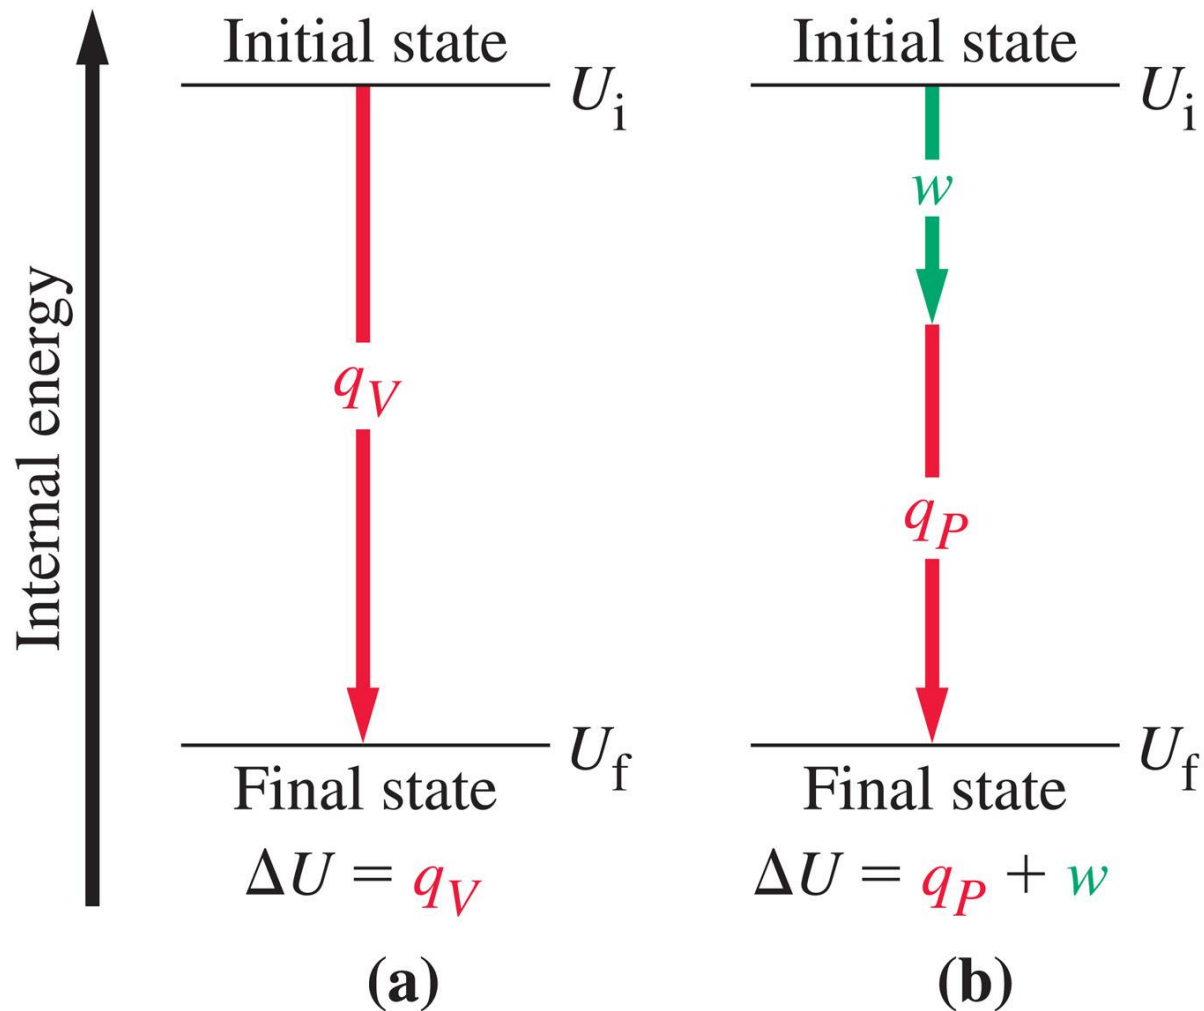 Internal energy
Initial state
Uᵢ
q_V
U_f
Final state
ΔU = q_V
(a)
Initial state
Uᵢ
w
q_P
U_f
Final state
ΔU = q_P + w
(b)